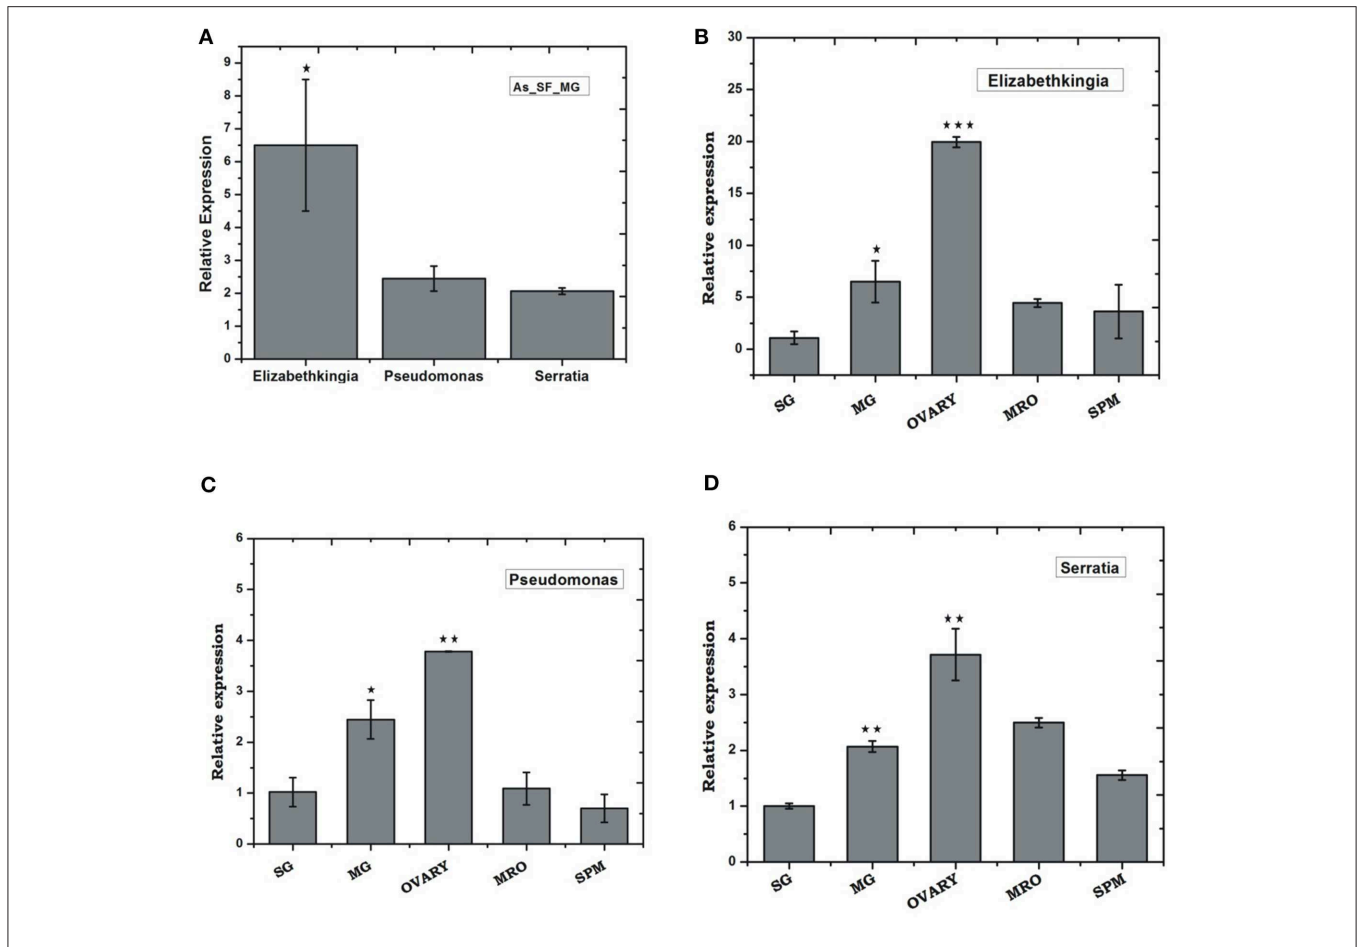 A
As_SF_MG
Relative Expression
9
8
7
6
5
4
3
2
1
0
Elizabethkingia Pseudomonas Serratia
B
Elizabethkingia
Relative expression
30
25
20
15
10
5
0
SG MG OVARY MRO SPM
C
Pseudomonas
Relative expression
6
5
4
3
2
1
0
SG MG OVARY MRO SPM
D
Serratia
Relative expression
6
5
4
3
2
1
0
SG MG OVARY MRO SPM